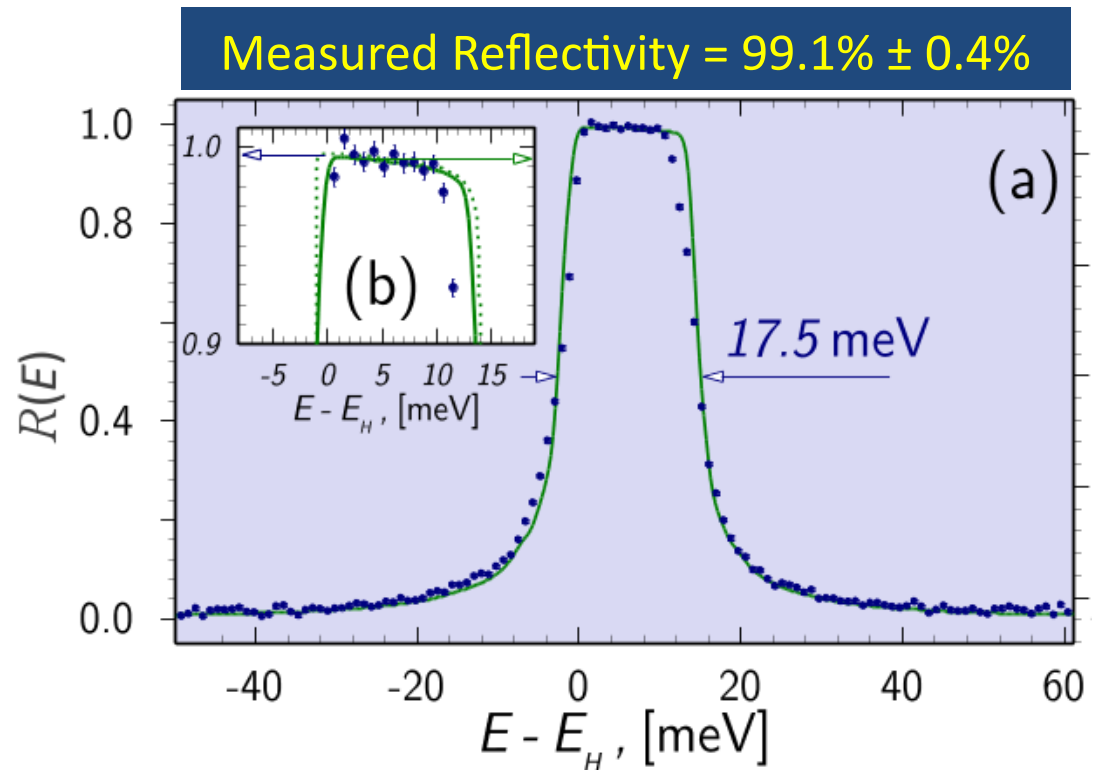 Measured Reflectivity = 99.1% ± 0.4%
1.0
0.8
0.4
0.0
R(E)
(a)
1.0
0.9
(b)
-5 0 5 10 15
E - E_H , [meV]
17.5 meV
-40 -20 0 20 40 60
E - E_H , [meV]